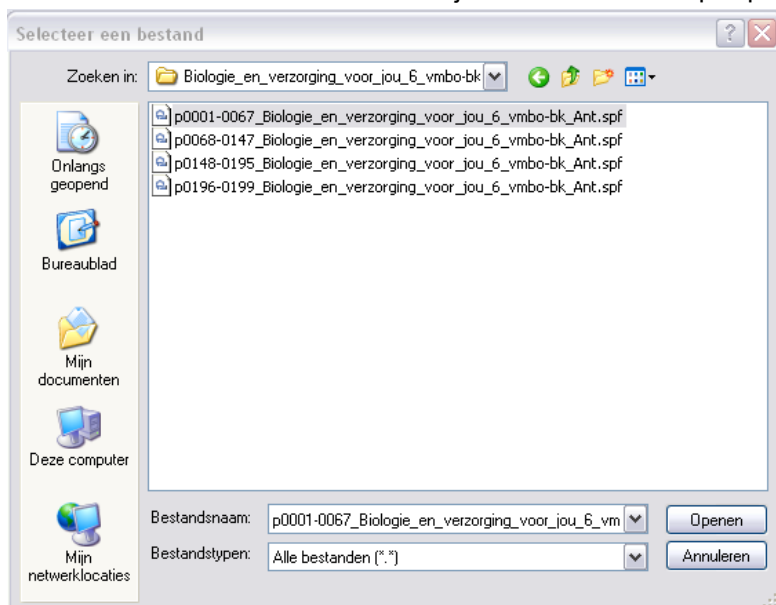 Selecteer een bestand
Zoeken in:
Biologie_en_verzorging_voor_jou_6_vmbo-bk
Onlangs
geopend
Bureaublad
Mijn
documenten
Deze computer
Mijn
netwerklocaties
p0001-0067_Biologie_en_verzorging_voor_jou_6_vmbo-bk_Ant.spf
p0068-0147_Biologie_en_verzorging_voor_jou_6_vmbo-bk_Ant.spf
p0148-0195_Biologie_en_verzorging_voor_jou_6_vmbo-bk_Ant.spf
p0196-0199_Biologie_en_verzorging_voor_jou_6_vmbo-bk_Ant.spf
Bestandsnaam: p0001-0067_Biologie_en_verzorging_voor_jou_6_vm Openen
Bestandstypen: Alle bestanden (*.*) Annuleren